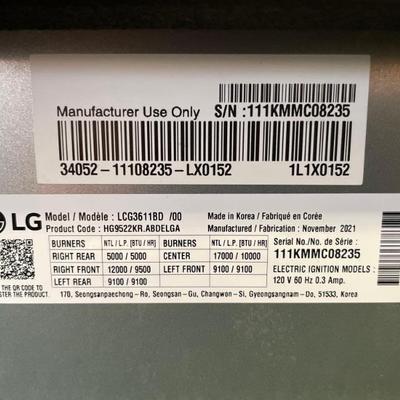 Manufacturer Use Only S/N :111KMMC08235
34052-11108235-LX0152 1L1X0152
LG
Model / Modèle : LCG3611BD /00
Product Code : HG9522KR.ABDELGA
Made in Korea / Fabriqué en Corée
Manufactured / Fabrication : November 2021
BURNERS NTL / L.P. [BTU / HR] BURNERS NTL / L.P. [BTU / HR]
RIGHT REAR 5000 / 5000 CENTER 17000 / 10000
RIGHT FRONT 12000 / 9500 LEFT FRONT 9100 / 9100
LEFT REAR 9100 / 9100
Serial No./No. de Série :
111KMMC08235
ELECTRIC IGNITION MODELS :
120 V 60 Hz 0.3 Amp.
QR CODE TO
STER THE PRODUCT.
170, Seongsanpaechong-Ro, Seongsan-Gu, Changwon-Si, Gyeongsangnam-Do, 51533, Korea